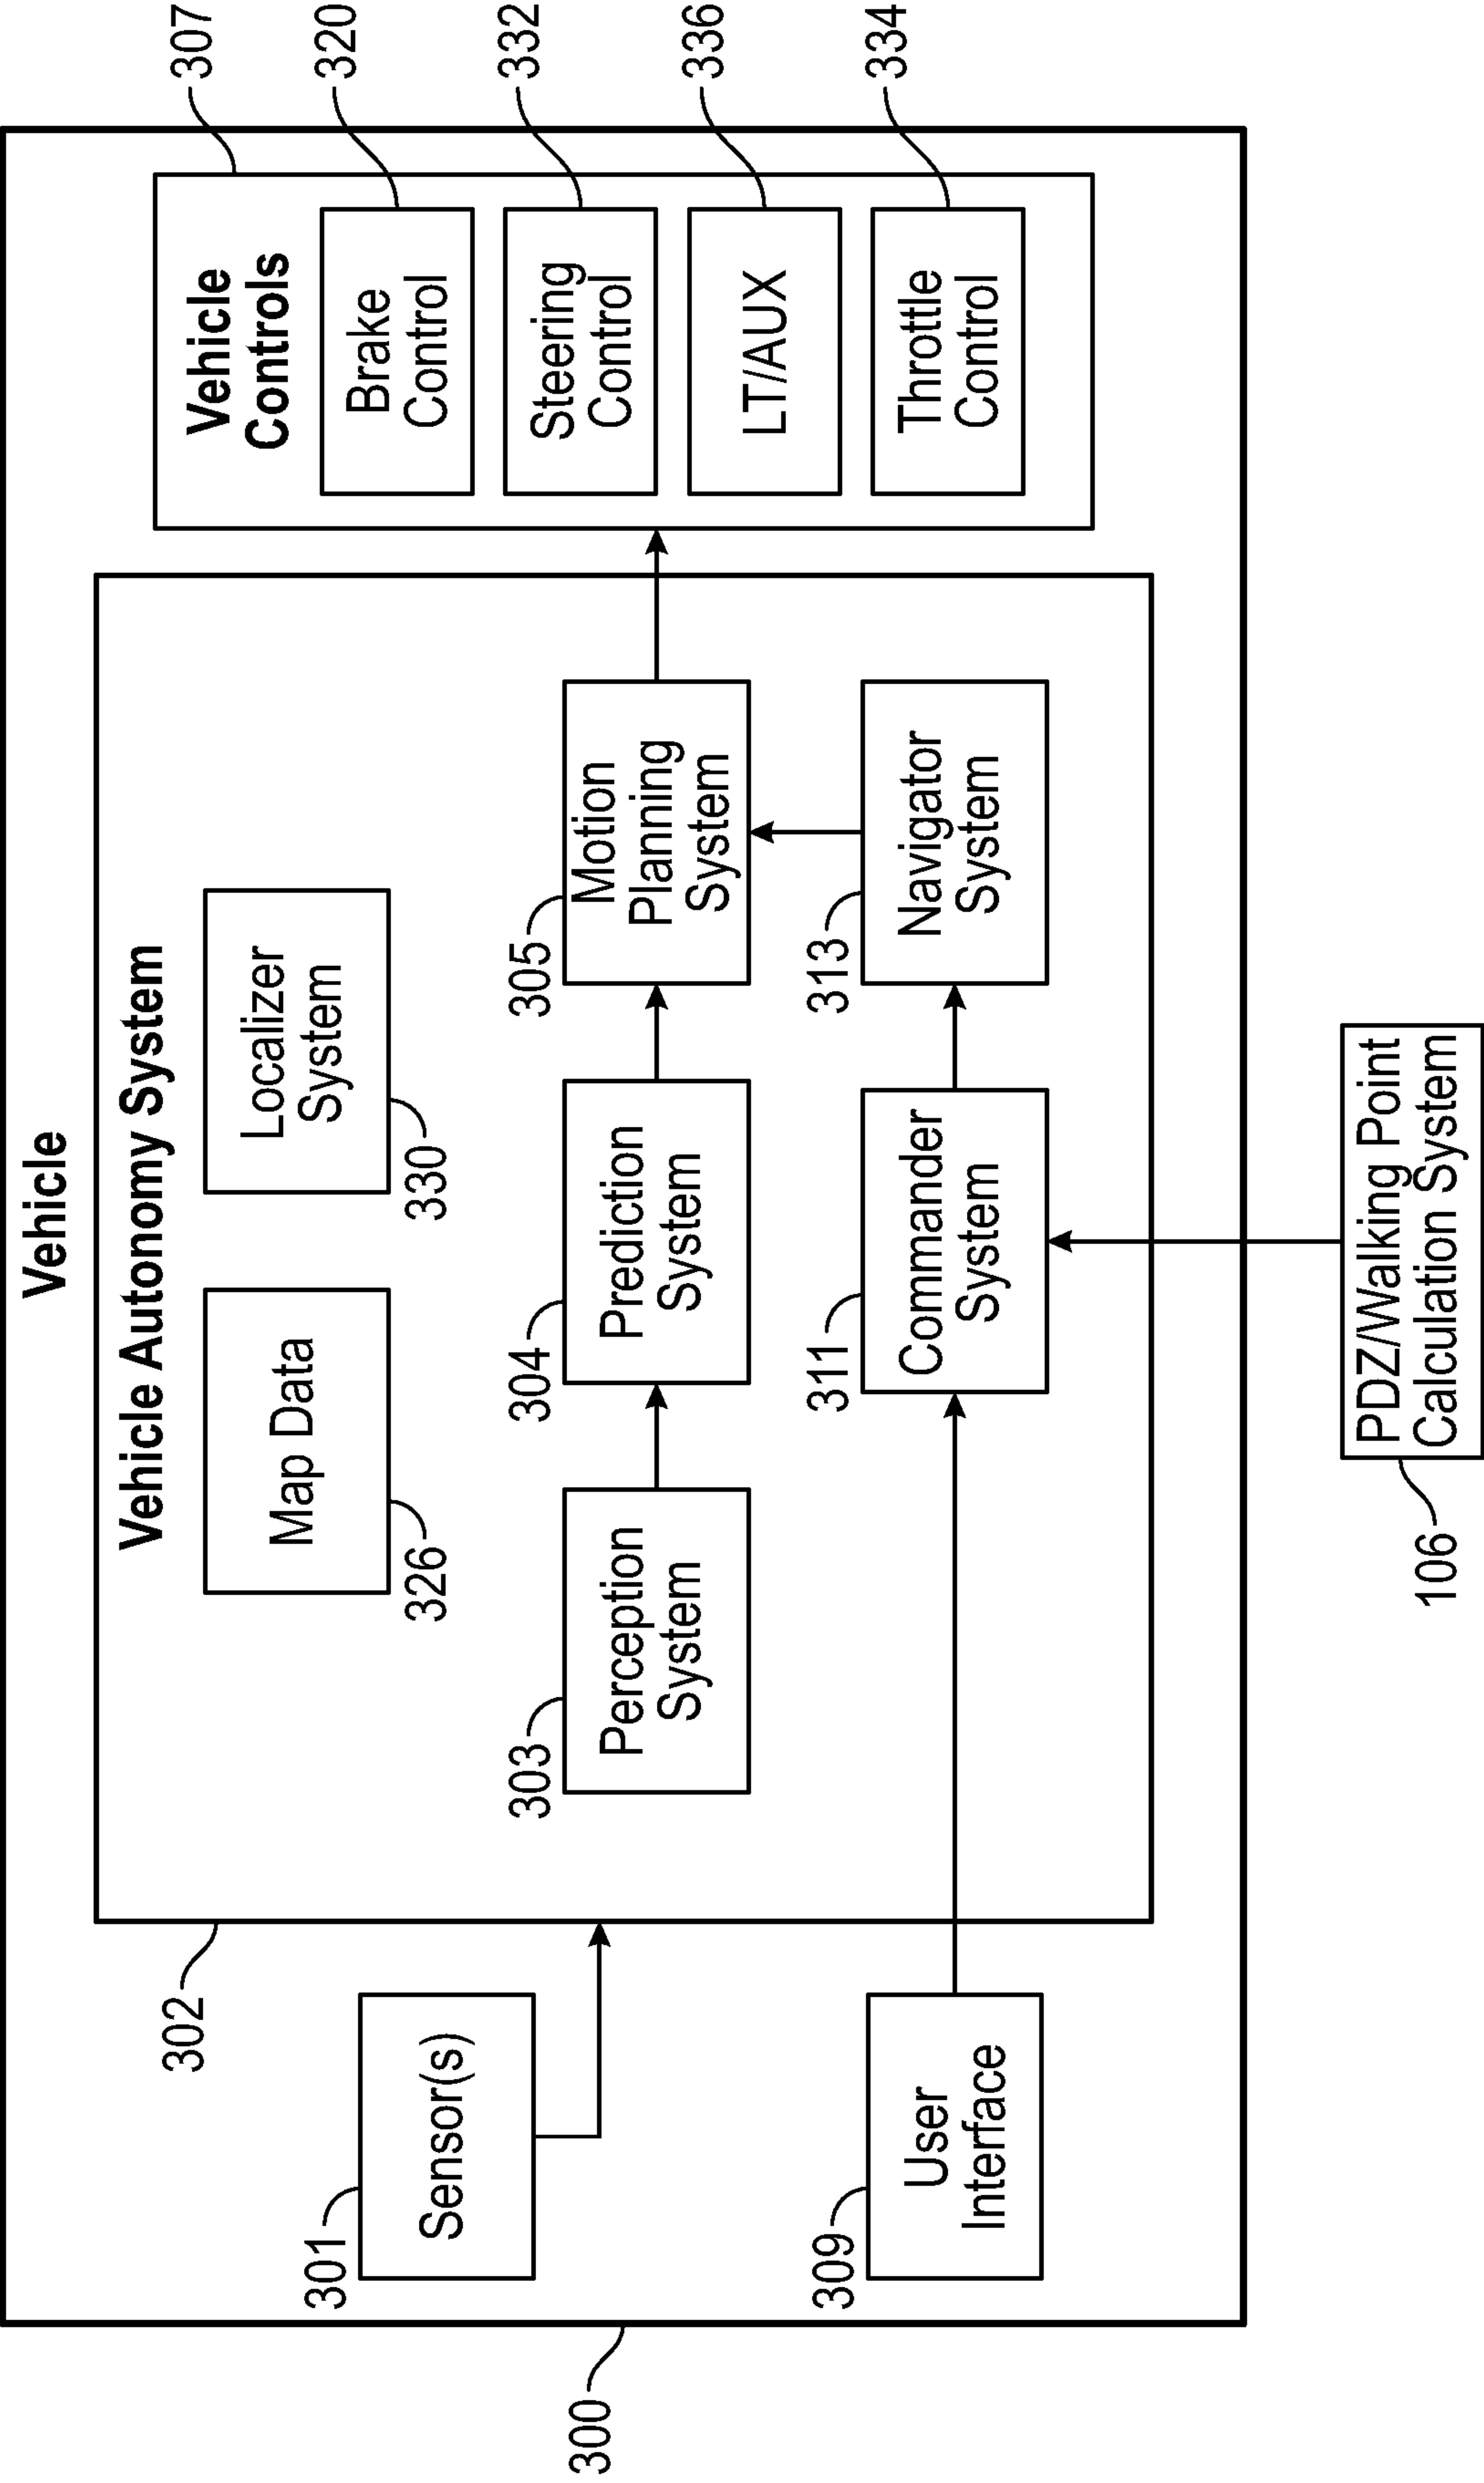 Vehicle
Vehicle Autonomy System
Map Data
326
Localizer
System
330
Vehicle
Controls
307
Brake
Control
320
Steering
Control
332
LT/AUX
336
Throttle
Control
334
302
301
Sensor(s)
303
Perception
System
304
Prediction
System
305
Motion
Planning
System
309
User
Interface
311
Commander
System
313
Navigator
System
300
106
PDZ/Walking Point
Calculation System